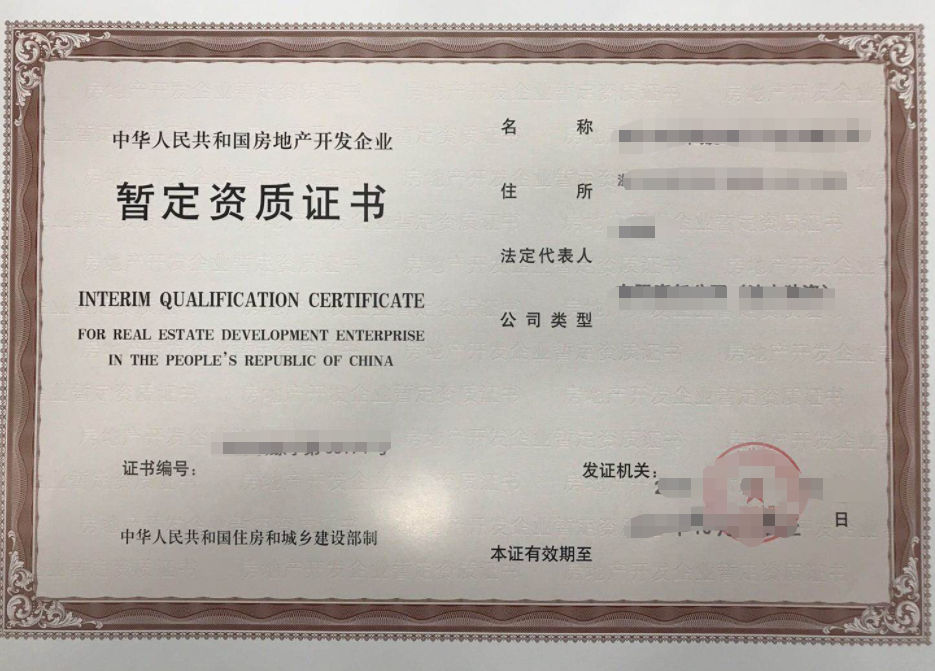 中华人民共和国房地产开发企业
暂定资质证书
INTERIM QUALIFICATION CERTIFICATE
FOR REAL ESTATE DEVELOPMENT ENTERPRISE
IN THE PEOPLE'S REPUBLIC OF CHINA
证书编号：
中华人民共和国住房和城乡建设部制
名 称
住 所
法定代表人
公司类型
发证机关：
日
本证有效期至